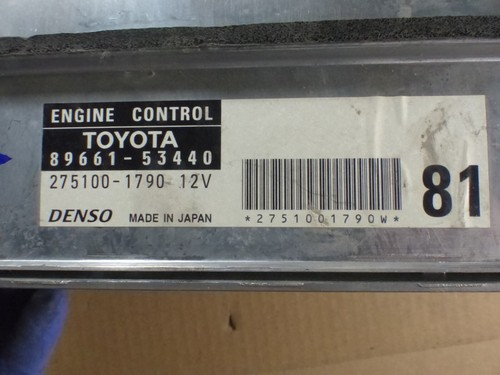 ENGINE CONTROL
TOYOTA
89661-53440
275100-1790 12V
DENSO MADE IN JAPAN
*2751001790W*
81